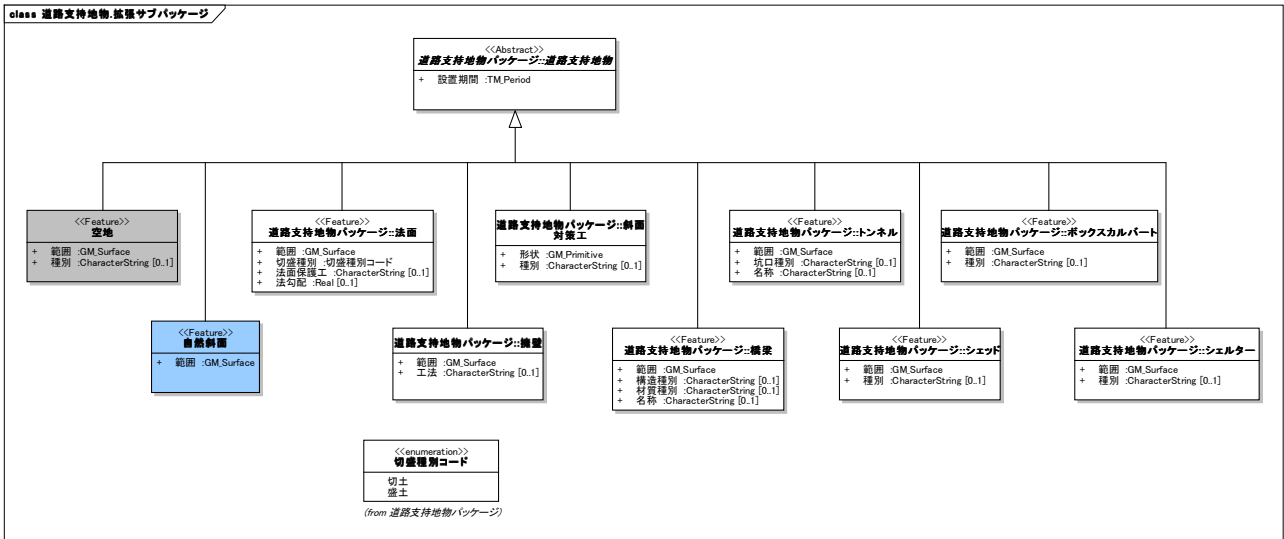 class 道路支持地物.拡張サブパッケージ
<<Abstract>>
道路支持地物パッケージ::道路支持地物
+ 設置期間 :TM_Period
<<Feature>>
空地
+ 範囲 :GM_Surface
+ 種別 :CharacterString [0..1]
<<Feature>>
道路支持地物パッケージ::法面
+ 範囲 :GM_Surface
+ 切盛種別 :切盛種別コード
+ 法面保護工 :CharacterString [0..1]
+ 法勾配 :Real [0..1]
道路支持地物パッケージ::斜面
対策工
+ 形状 :GM_Primitive
+ 種別 :CharacterString [0..1]
<<Feature>>
道路支持地物パッケージ::トンネル
+ 範囲 :GM_Surface
+ 坑口種別 :CharacterString [0..1]
+ 名称 :CharacterString [0..1]
<<Feature>>
道路支持地物パッケージ::ボックスカルバート
+ 範囲 :GM_Surface
+ 種別 :CharacterString [0..1]
<<Feature>>
自然斜面
+ 範囲 :GM_Surface
道路支持地物パッケージ::擁壁
+ 範囲 :GM_Surface
+ 工法 :CharacterString [0..1]
<<Feature>>
道路支持地物パッケージ::橋梁
+ 範囲 :GM_Surface
+ 構造種別 :CharacterString [0..1]
+ 材質種別 :CharacterString [0..1]
+ 名称 :CharacterString [0..1]
<<Feature>>
道路支持地物パッケージ::シェッド
+ 範囲 :GM_Surface
+ 種別 :CharacterString [0..1]
<<Feature>>
道路支持地物パッケージ::シェルター
+ 範囲 :GM_Surface
+ 種別 :CharacterString [0..1]
<<enumeration>>
切盛種別コード
切土
盛土
(from 道路支持地物パッケージ)